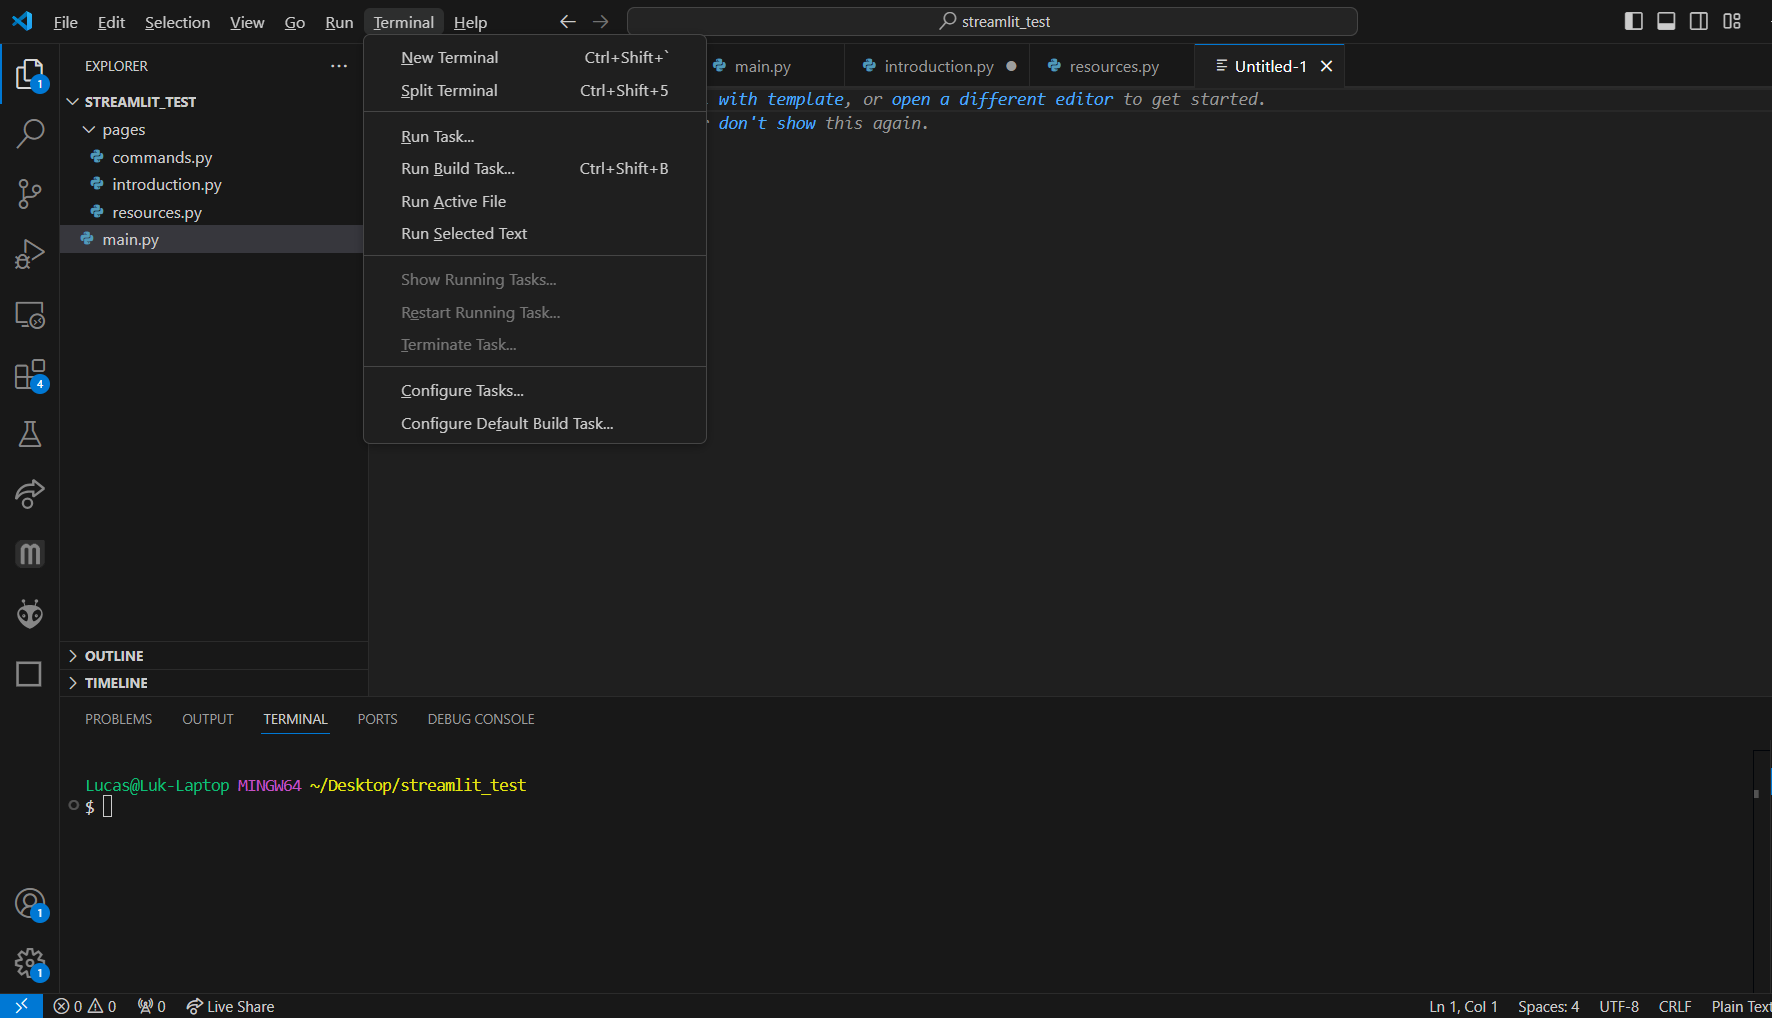 File Edit Selection View Go Run Terminal Help
streamlit_test
EXPLORER
main.py
introduction.py
resources.py
Untitled-1
STREAMLIT_TEST
pages
commands.py
introduction.py
resources.py
main.py
New Terminal Ctrl+Shift+`
Split Terminal Ctrl+Shift+5
Run Task...
Run Build Task... Ctrl+Shift+B
Run Active File
Run Selected Text
Show Running Tasks...
Restart Running Task...
Terminate Task...
Configure Tasks...
Configure Default Build Task...
with template, or open a different editor to get started.
don't show this again.
1
4
OUTLINE
TIMELINE
PROBLEMS OUTPUT TERMINAL PORTS DEBUG CONSOLE
Lucas@Luk-Laptop MINGW64 ~/Desktop/streamlit_test
$
1
1
0 0 0 Live Share
Ln 1, Col 1 Spaces: 4 UTF-8 CRLF Plain Text